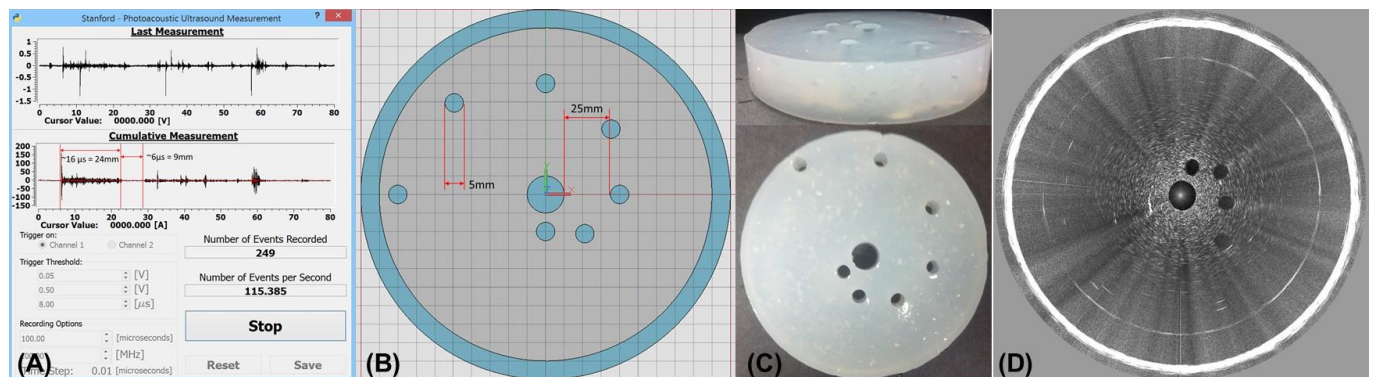 Stanford - Photoacoustic Ultrasound Measurement ? ×
Last Measurement
1
0.5
0
-0.5
-1
-1.5
0 10 20 30 40 50 60 70 80
Cursor Value: 0000.000 [V]
Cumulative Measurement
200
150
100
50
0
-50
-100
-150
~16 µs = 24mm
~6µs = 9mm
0 10 20 30 40 50 60 70 80
Cursor Value: 0000.000 [A]
Trigger on:
Channel 1 Channel 2
Trigger Threshold:
0.05 [V]
0.50 [V]
8.00 [µs]
Recording Options
100.00 [microseconds]
[MHz]
Time Step: 0.01 [microseconds]
Number of Events Recorded
249
Number of Events per Second
115.385
Stop
Reset Save
(A)
25mm
5mm
Y
X
(B)
(C)
(D)